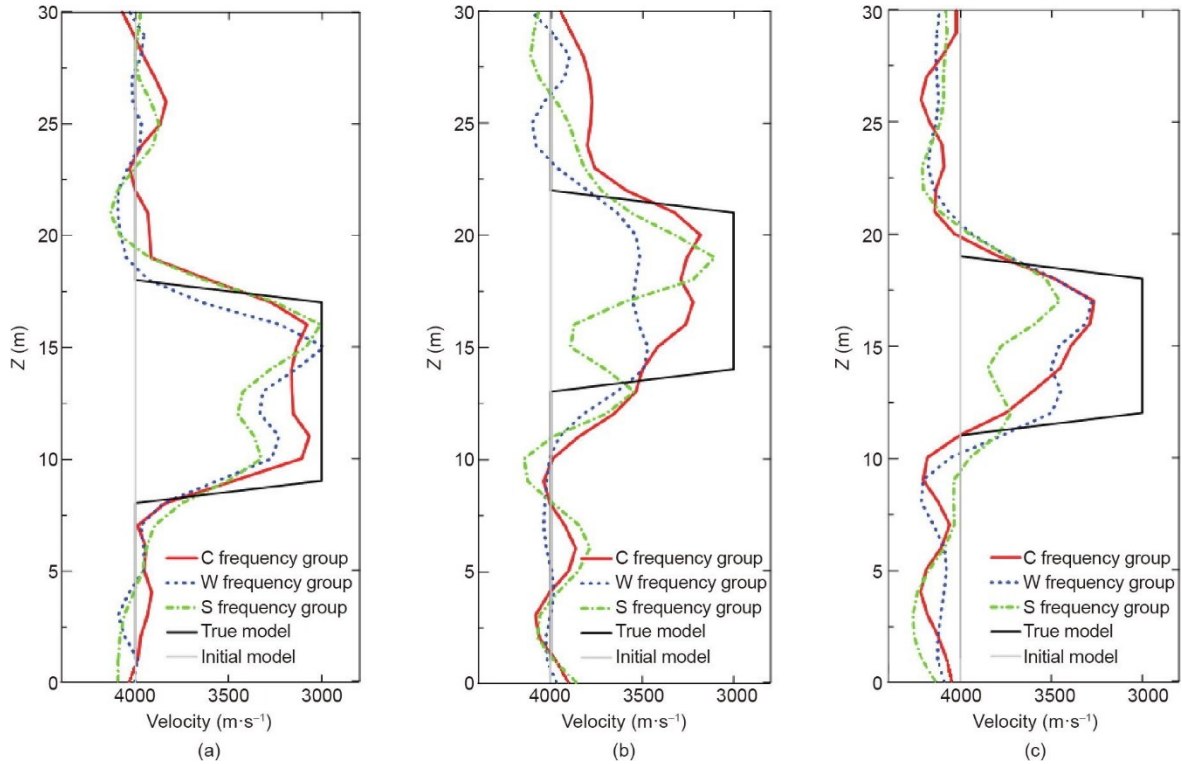 30
25
20
15
10
5
0
Z (m)
C frequency group
W frequency group
S frequency group
True model
Initial model
4000 3500 3000
Velocity (m·s⁻¹)
(a)
30
25
20
15
10
5
0
Z (m)
C frequency group
W frequency group
S frequency group
True model
Initial model
4000 3500 3000
Velocity (m·s⁻¹)
(b)
30
25
20
15
10
5
0
Z (m)
C frequency group
W frequency group
S frequency group
True model
Initial model
4000 3500 3000
Velocity (m·s⁻¹)
(c)